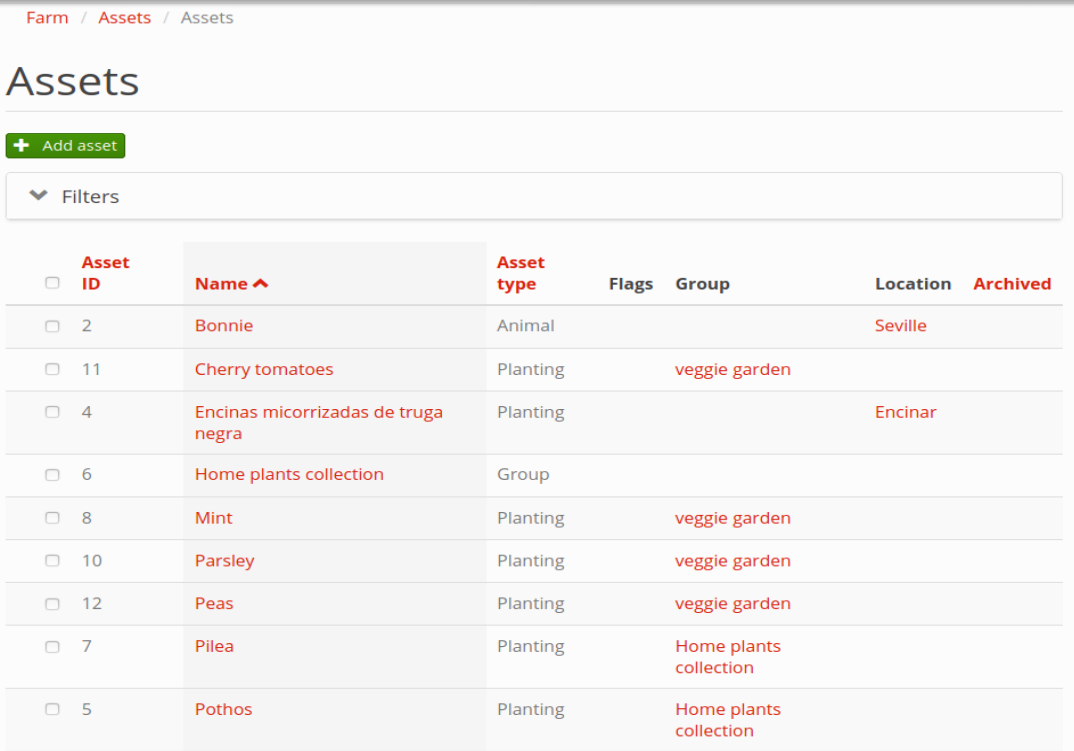 Farm / Assets / Assets
Assets
Add asset
Filters
Asset ID Name Asset type Flags Group Location Archived
2 Bonnie Animal Seville
11 Cherry tomatoes Planting veggie garden
4 Encinas micorrizadas de truga negra Planting Encinar
6 Home plants collection Group
8 Mint Planting veggie garden
10 Parsley Planting veggie garden
12 Peas Planting veggie garden
7 Pilea Planting Home plants collection
5 Pothos Planting Home plants collection